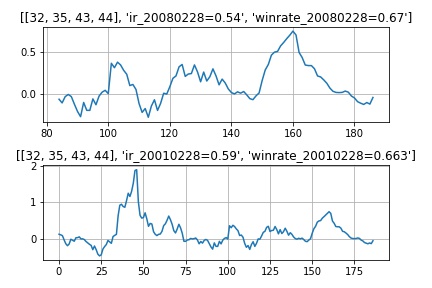 [[32, 35, 43, 44], 'ir_20080228=0.54', 'winrate_20080228=0.67']
0.5
0.0
80 100 120 140 160 180
[[32, 35, 43, 44], 'ir_20010228=0.59', 'winrate_20010228=0.663']
2
1
0
0 25 50 75 100 125 150 175